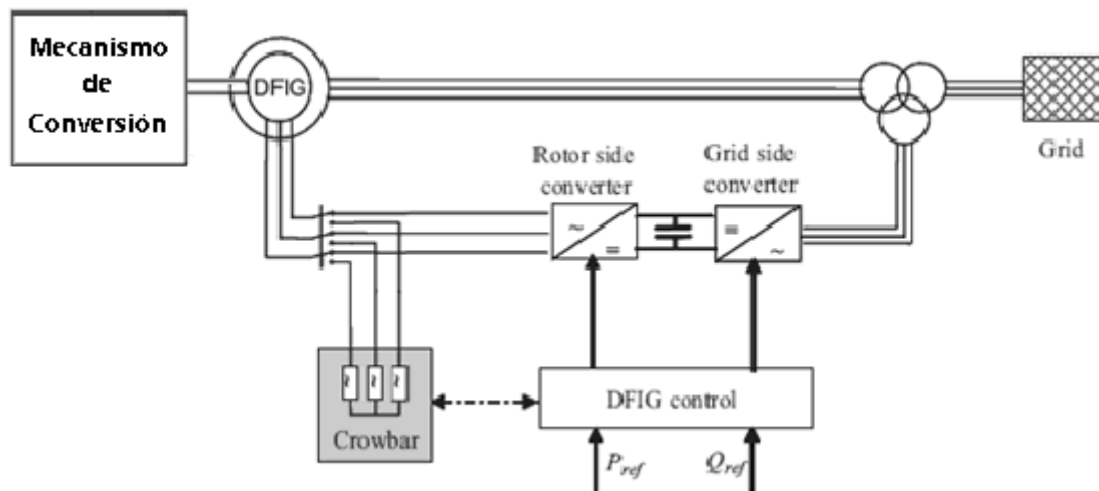 Mecanismo
de
Conversión
DFIG
Grid
Rotor side
converter
Grid side
converter
~
=
=
~
~ ~ ~
Crowbar
DFIG control
Pref
Qref